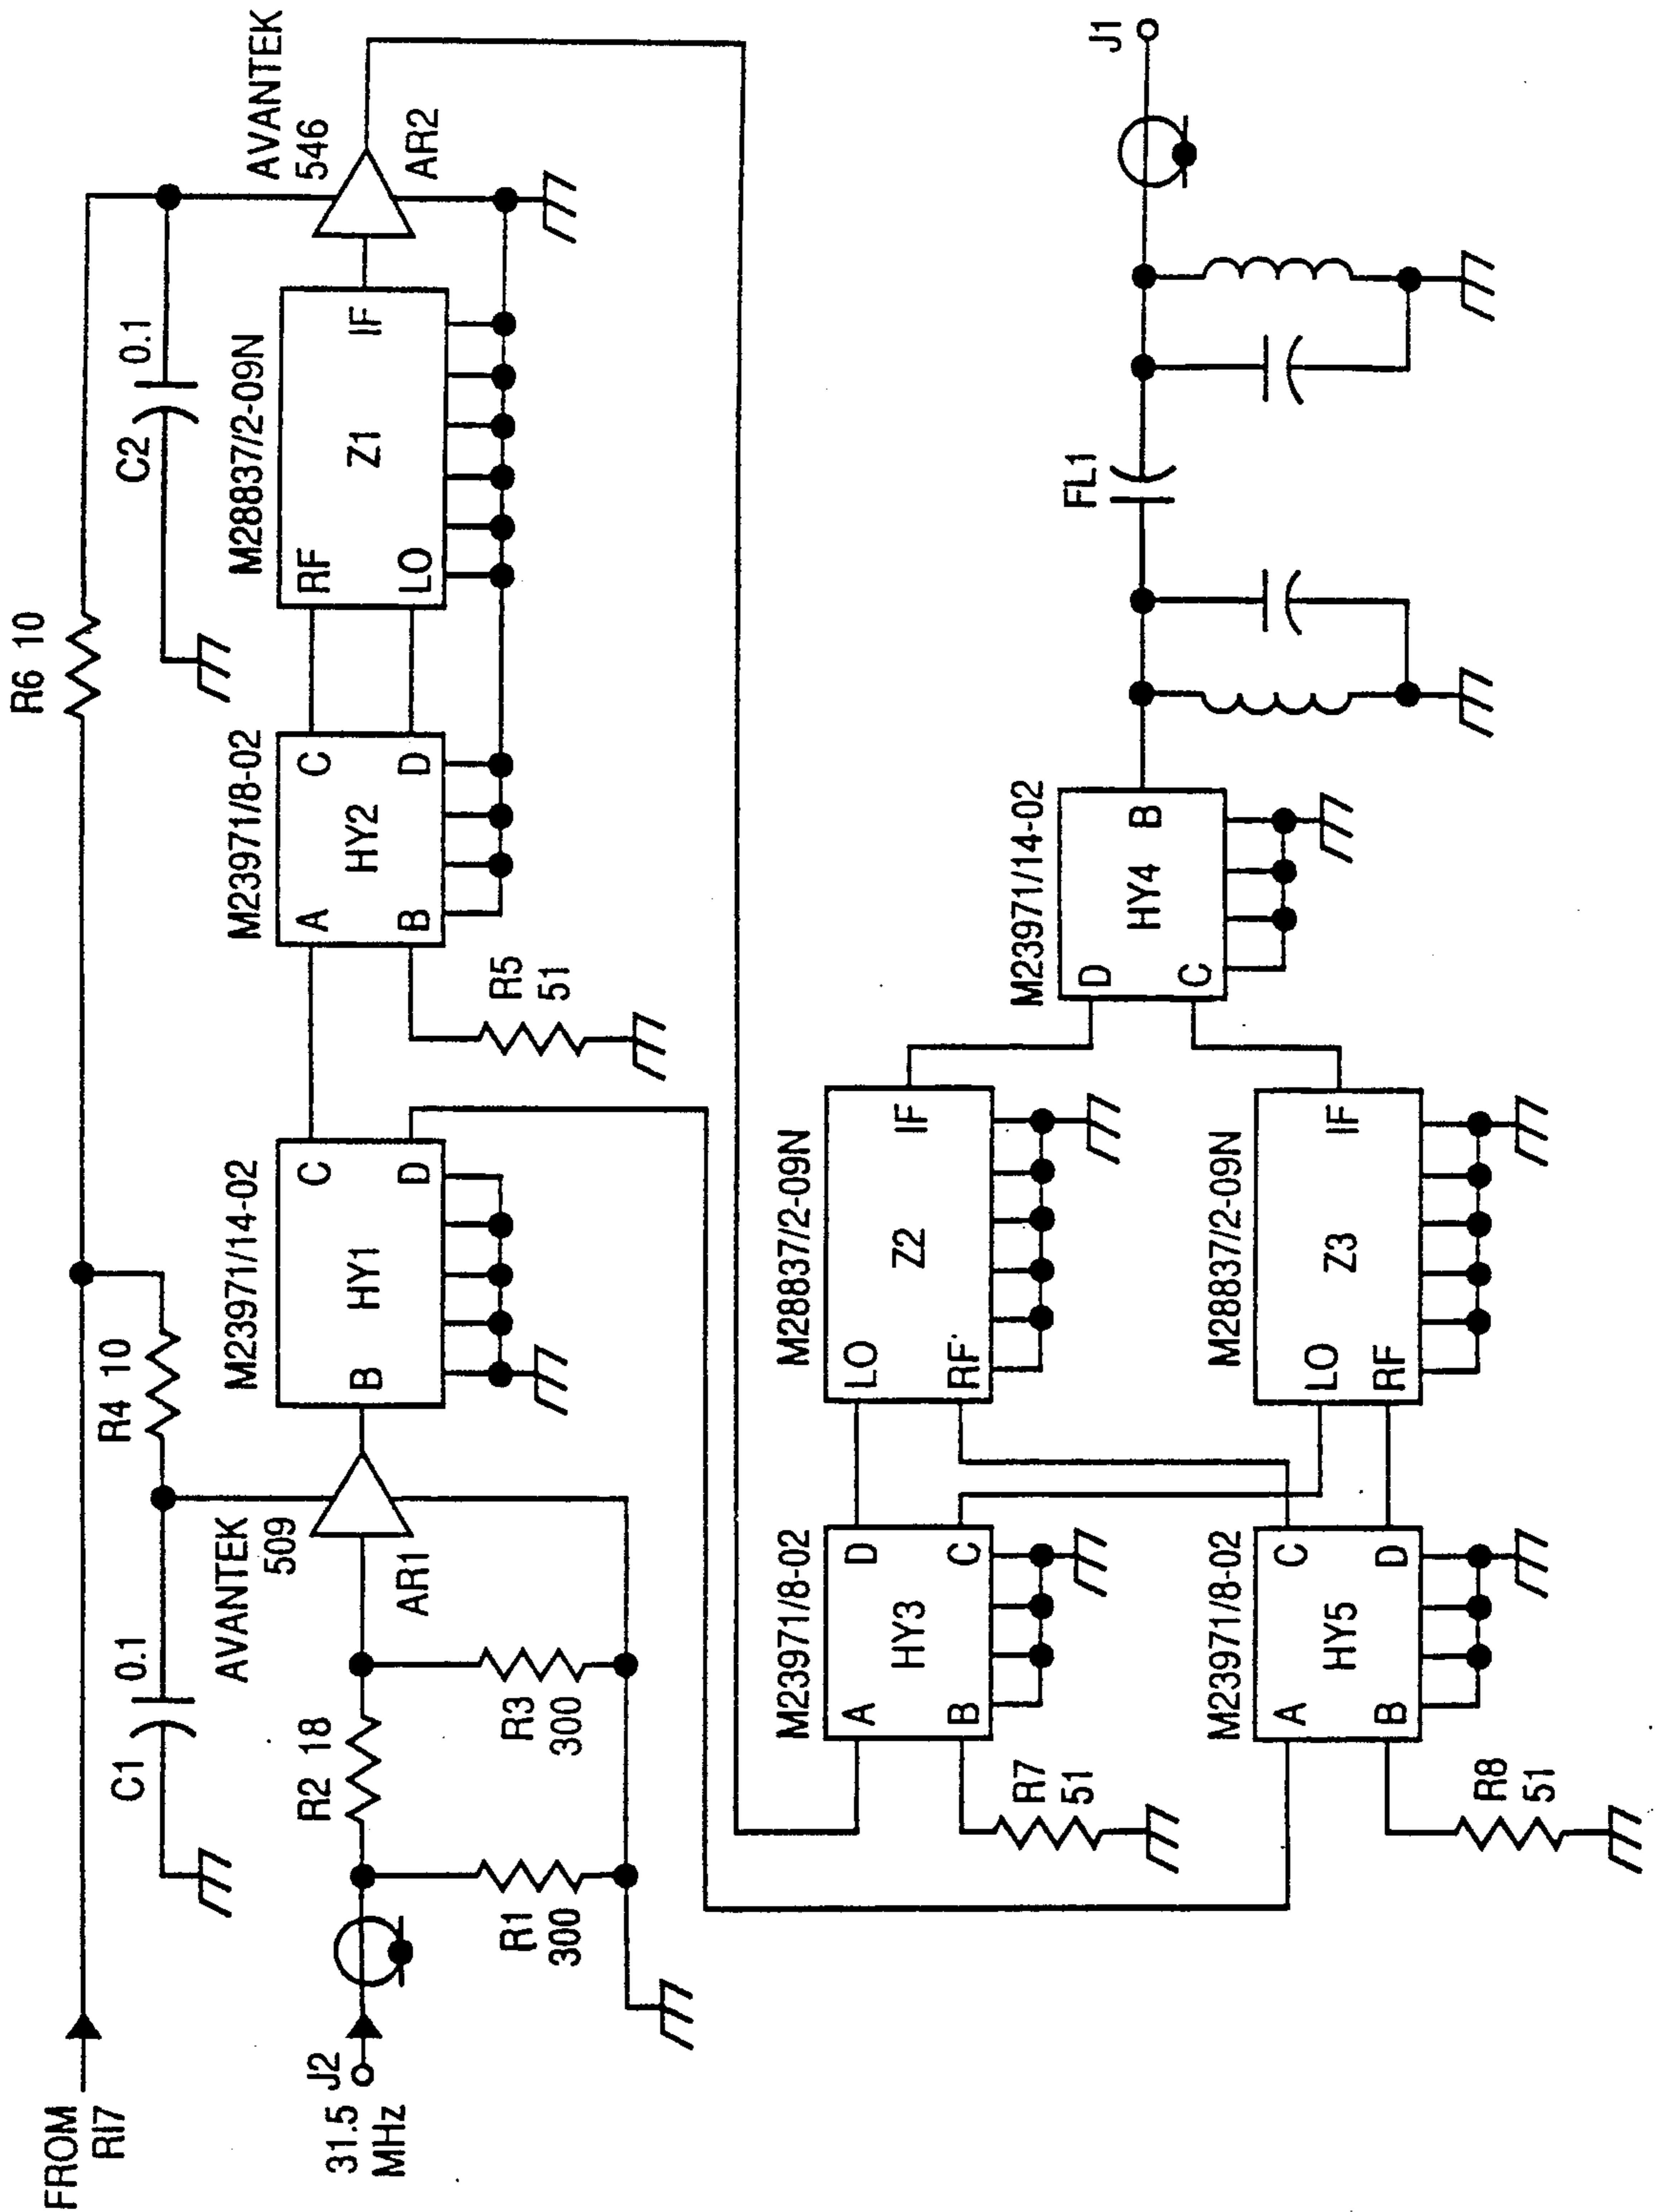 FROM
RI7
R6 10
R4 10
C1
0.1
C2
0.1
AVANTEK
509
AR1
AVANTEK
546
AR2
J2
31.5
MHz
R2 18
R1
300
R3
300
M23971/14-02
B
HY1
C
D
M23971/8-02
A
B
HY2
C
D
R5
51
M28837/2-09N
RF
LO
Z1
IF
M23971/8-02
A
B
HY3
D
C
R7
51
M28837/2-09N
LO
RF
Z2
IF
M23971/8-02
A
B
HY5
C
D
R8
51
M28837/2-09N
LO
RF
Z3
IF
M23971/14-02
D
C
HY4
B
FL1
J1